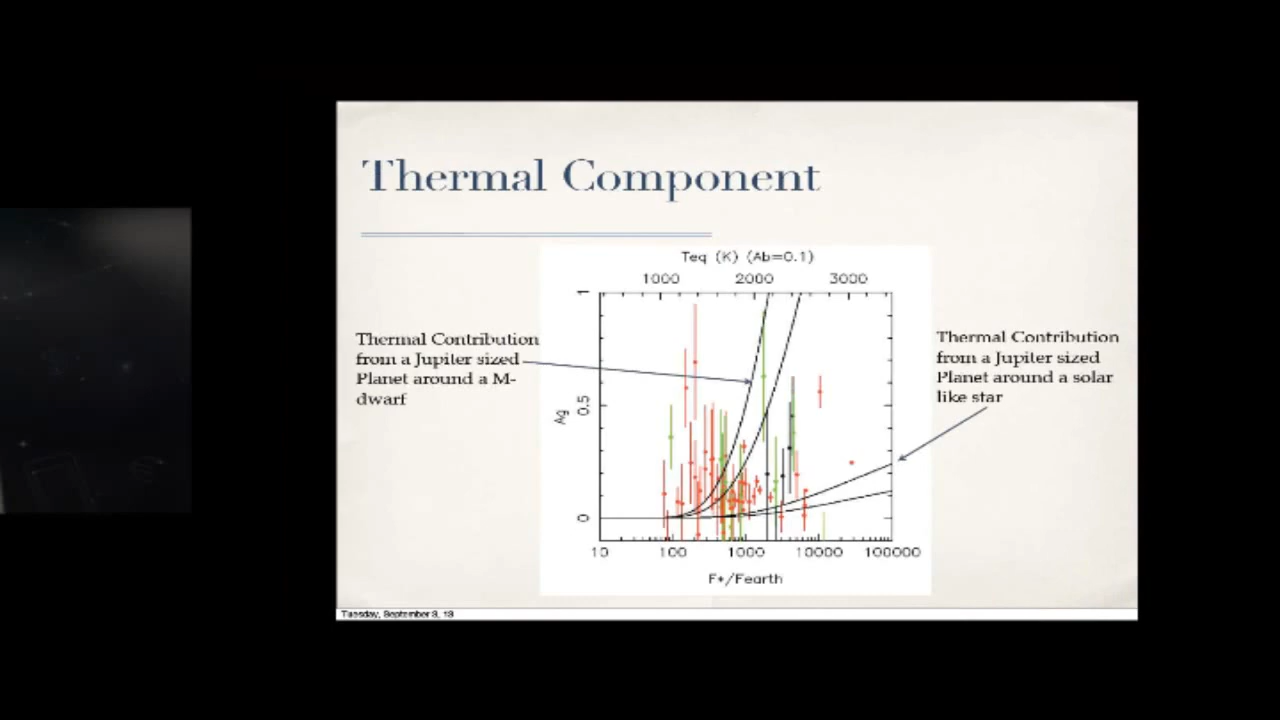 Thermal Component
Teq (K) (Ab=0.1)
1000 2000 3000
Thermal Contribution
from a Jupiter sized
Planet around a M-
dwarf
Thermal Contribution
from a Jupiter sized
Planet around a solar
like star
1
0.5
0
Ag
10 100 1000 10000 100000
F*/Fearth
Tuesday, September 3, 13